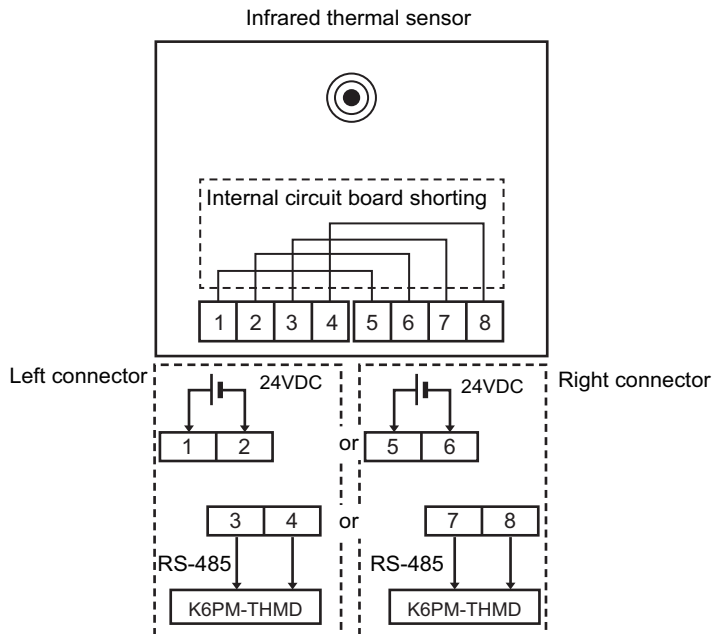 Infrared thermal sensor
Internal circuit board shorting
1 2 3 4 5 6 7 8
Left connector
24VDC
24VDC
Right connector
1 2 or 5 6
3 4 or 7 8
RS-485
RS-485
K6PM-THMD
K6PM-THMD